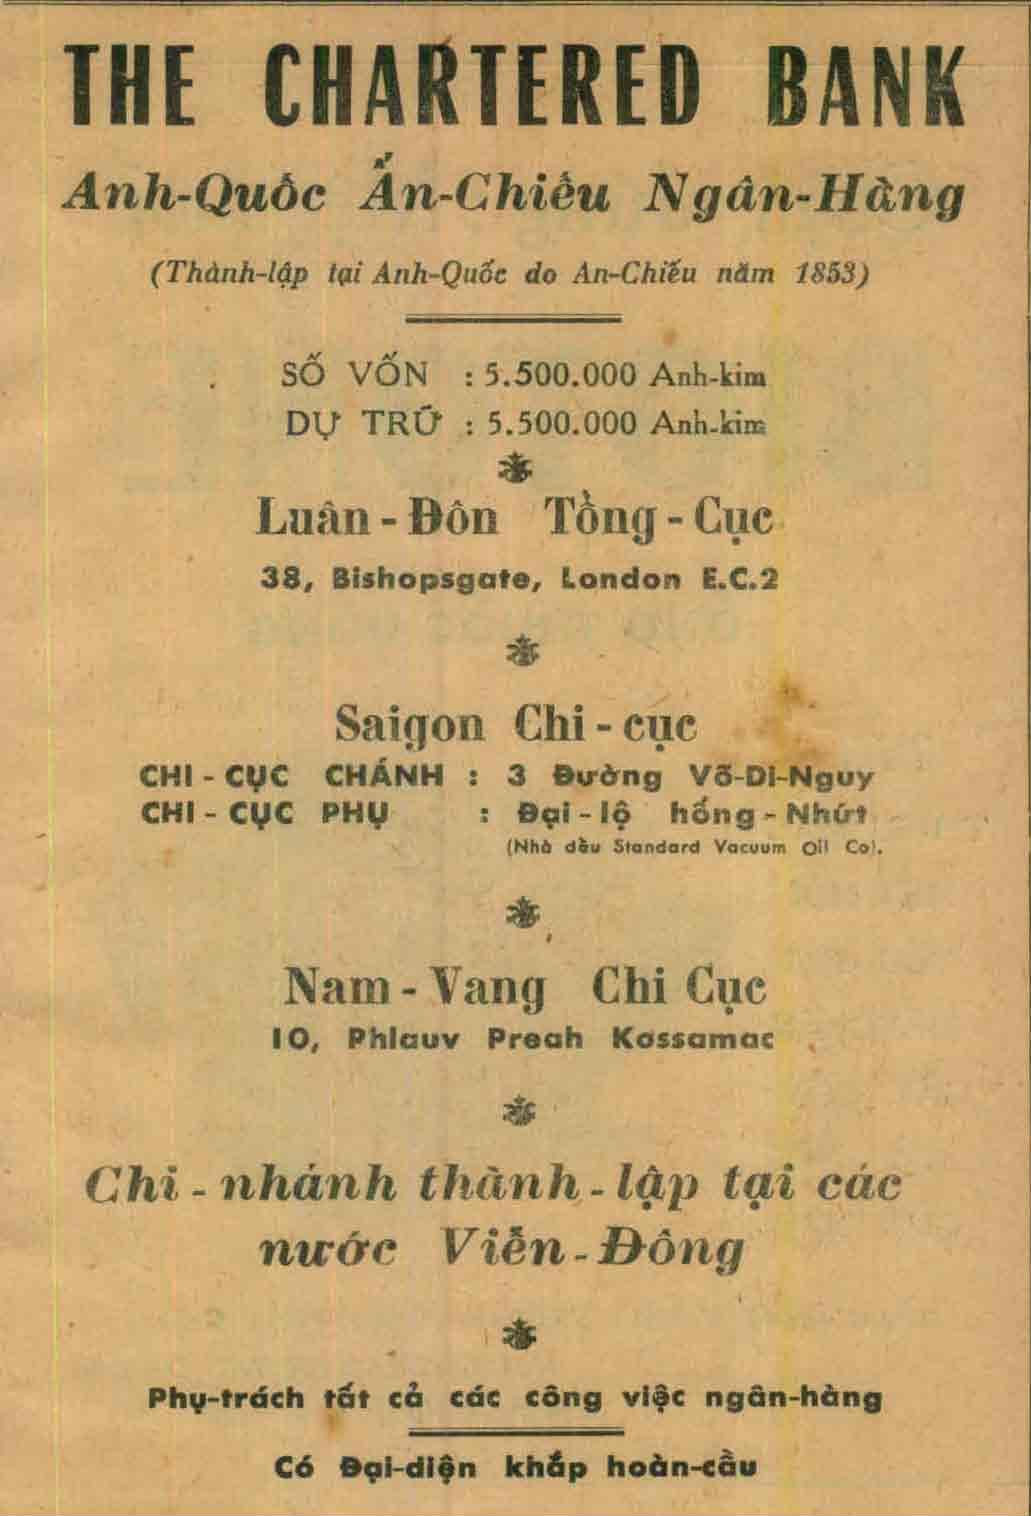 THE CHARTERED BANK
Anh-Quốc Ấn-Chiếu Ngân-Hàng
(Thành-lập tại Anh-Quốc do An-Chiếu năm 1853)
SỐ VỐN : 5.500.000 Anh-kim
DỰ TRỮ : 5.500.000 Anh-kim
Luân-Đôn Tổng-Cục
38, Bishopsgate, London E.C.2
Saigon Chi-cục
CHI-CỤC CHÁNH : 3 Đường Võ-Di-Nguy
CHI-CỤC PHỤ : Đại-lộ hống-Nhứt
(Nhà dầu Standard Vacuum Oil Co).
Nam-Vang Chi Cục
10, Phlauv Preah Kossamac
Chi-nhánh thành-lập tại các
nước Viễn-Đông
Phụ-trách tất cả các công việc ngân-hàng
Có Đại-diện khắp hoàn-cầu